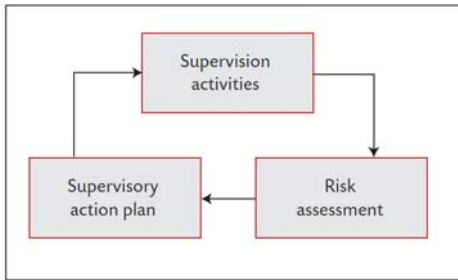 Supervision
activities
Supervisory
action plan
Risk
assessment